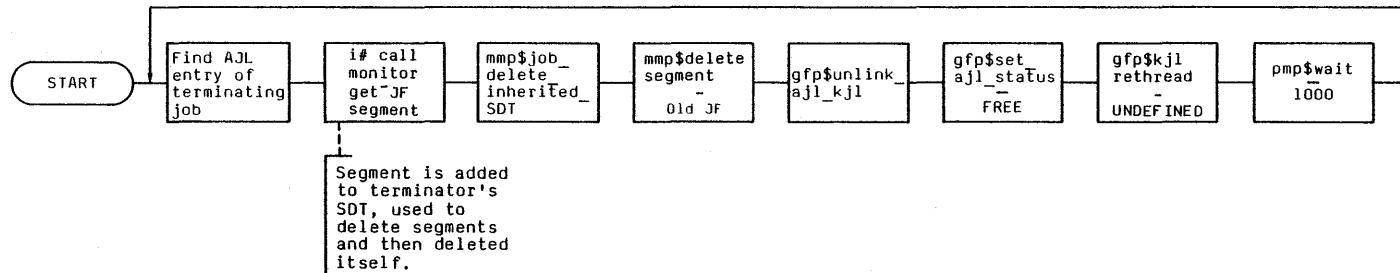 START
Find AJL
entry of
terminating
job
i# call
monitor
get JF
segment
mmp$job_
delete_
inherited_
SDT
mmp$delete
segment
-
Old JF
gfp$unlink_
ajl_kjl
gfp$set_
ajl_status
-
FREE
gfp$kjl
rethread
-
UNDEFINED
pmp$wait
-
1000
Segment is added
to terminator's
SDT, used to
delete segments
and then deleted
itself.